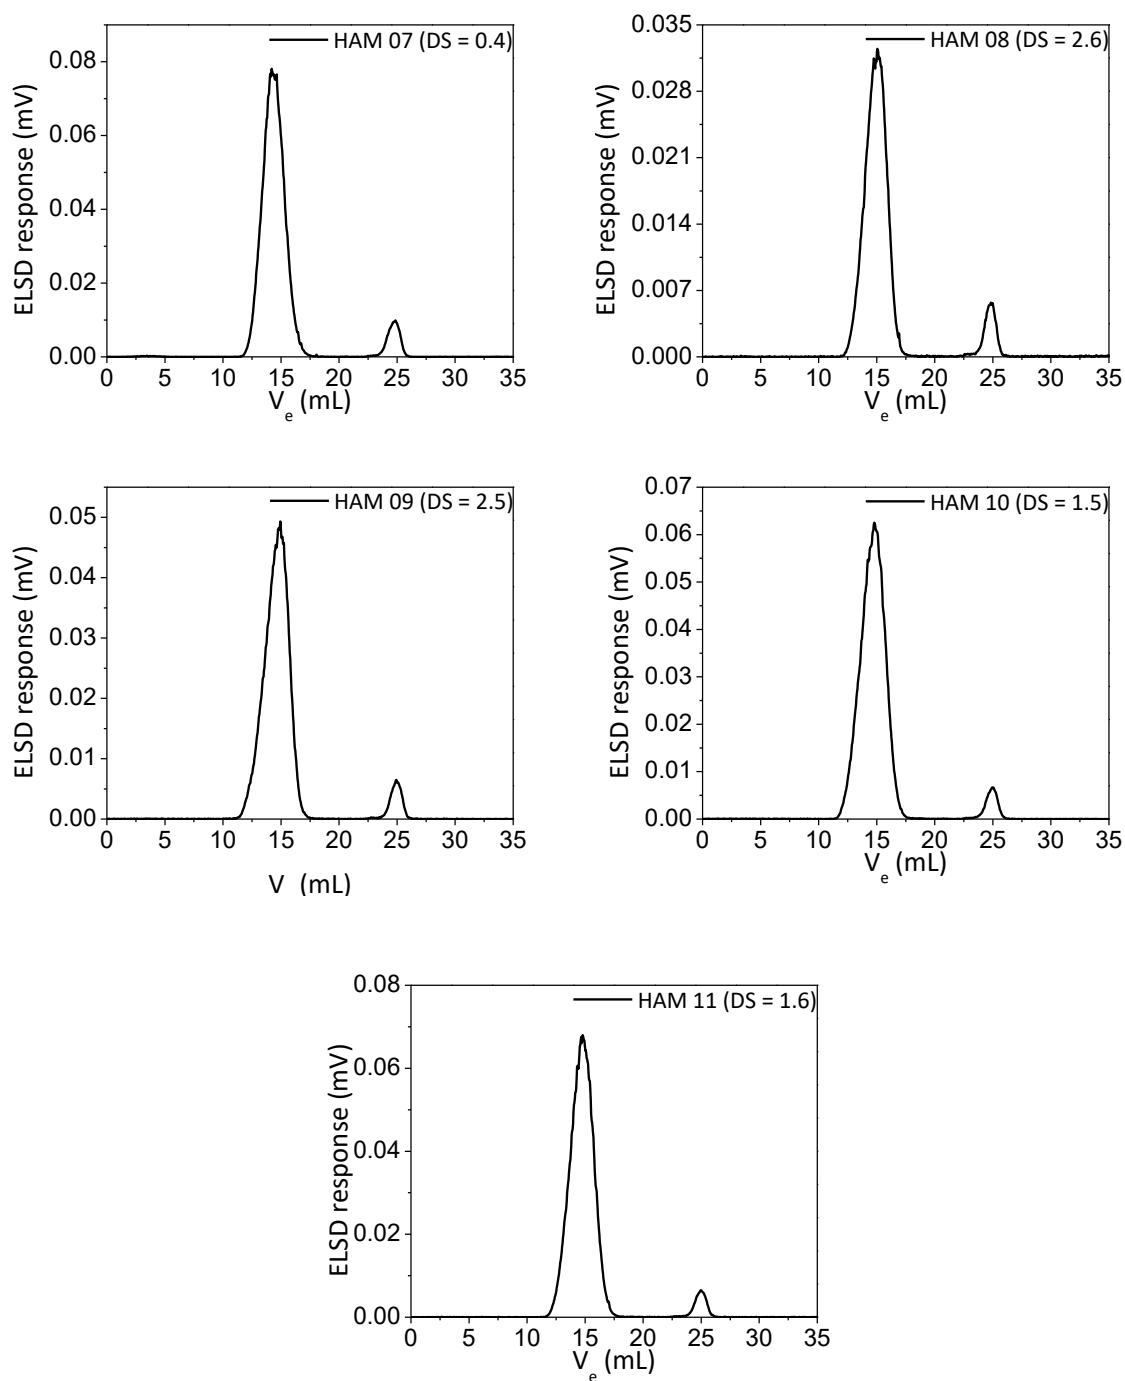 HAM 07 (DS = 0.4)
ELSD response (mV)
0.08
0.06
0.04
0.02
0.00
0 5 10 15 20 25 30 35
Ve (mL)
HAM 08 (DS = 2.6)
ELSD response (mV)
0.035
0.028
0.021
0.014
0.007
0.000
0 5 10 15 20 25 30 35
Ve (mL)
HAM 09 (DS = 2.5)
ELSD response (mV)
0.05
0.04
0.03
0.02
0.01
0.00
0 5 10 15 20 25 30 35
V (mL)
HAM 10 (DS = 1.5)
ELSD response (mV)
0.07
0.06
0.05
0.04
0.03
0.02
0.01
0.00
0 5 10 15 20 25 30 35
Ve (mL)
HAM 11 (DS = 1.6)
ELSD response (mV)
0.08
0.06
0.04
0.02
0.00
0 5 10 15 20 25 30 35
Ve (mL)